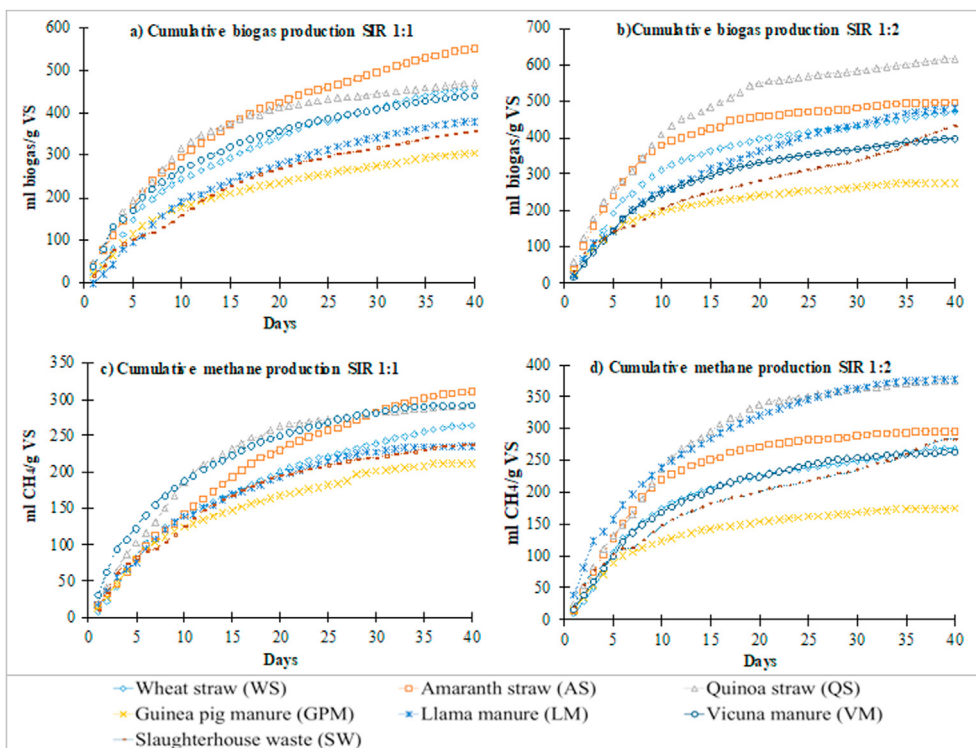 a) Cumulative biogas production SIR 1:1
ml biogas/g VS
600
500
400
300
200
100
0
0 5 10 15 20 25 30 35 40
Days
b)Cumulative biogas production SIR 1:2
ml biogas/g VS
700
600
500
400
300
200
100
0
0 5 10 15 20 25 30 35 40
Days
c) Cumulative methane production SIR 1:1
ml CH₄/g VS
350
300
250
200
150
100
50
0
0 5 10 15 20 25 30 35 40
Days
d) Cumulative methane production SIR 1:2
ml CH₄/g VS
400
350
300
250
200
150
100
50
0
0 5 10 15 20 25 30 35 40
Days
Wheat straw (WS) Amaranth straw (AS) Quinoa straw (QS)
Guinea pig manure (GPM) Llama manure (LM) Vicuna manure (VM)
Slaughterhouse waste (SW)